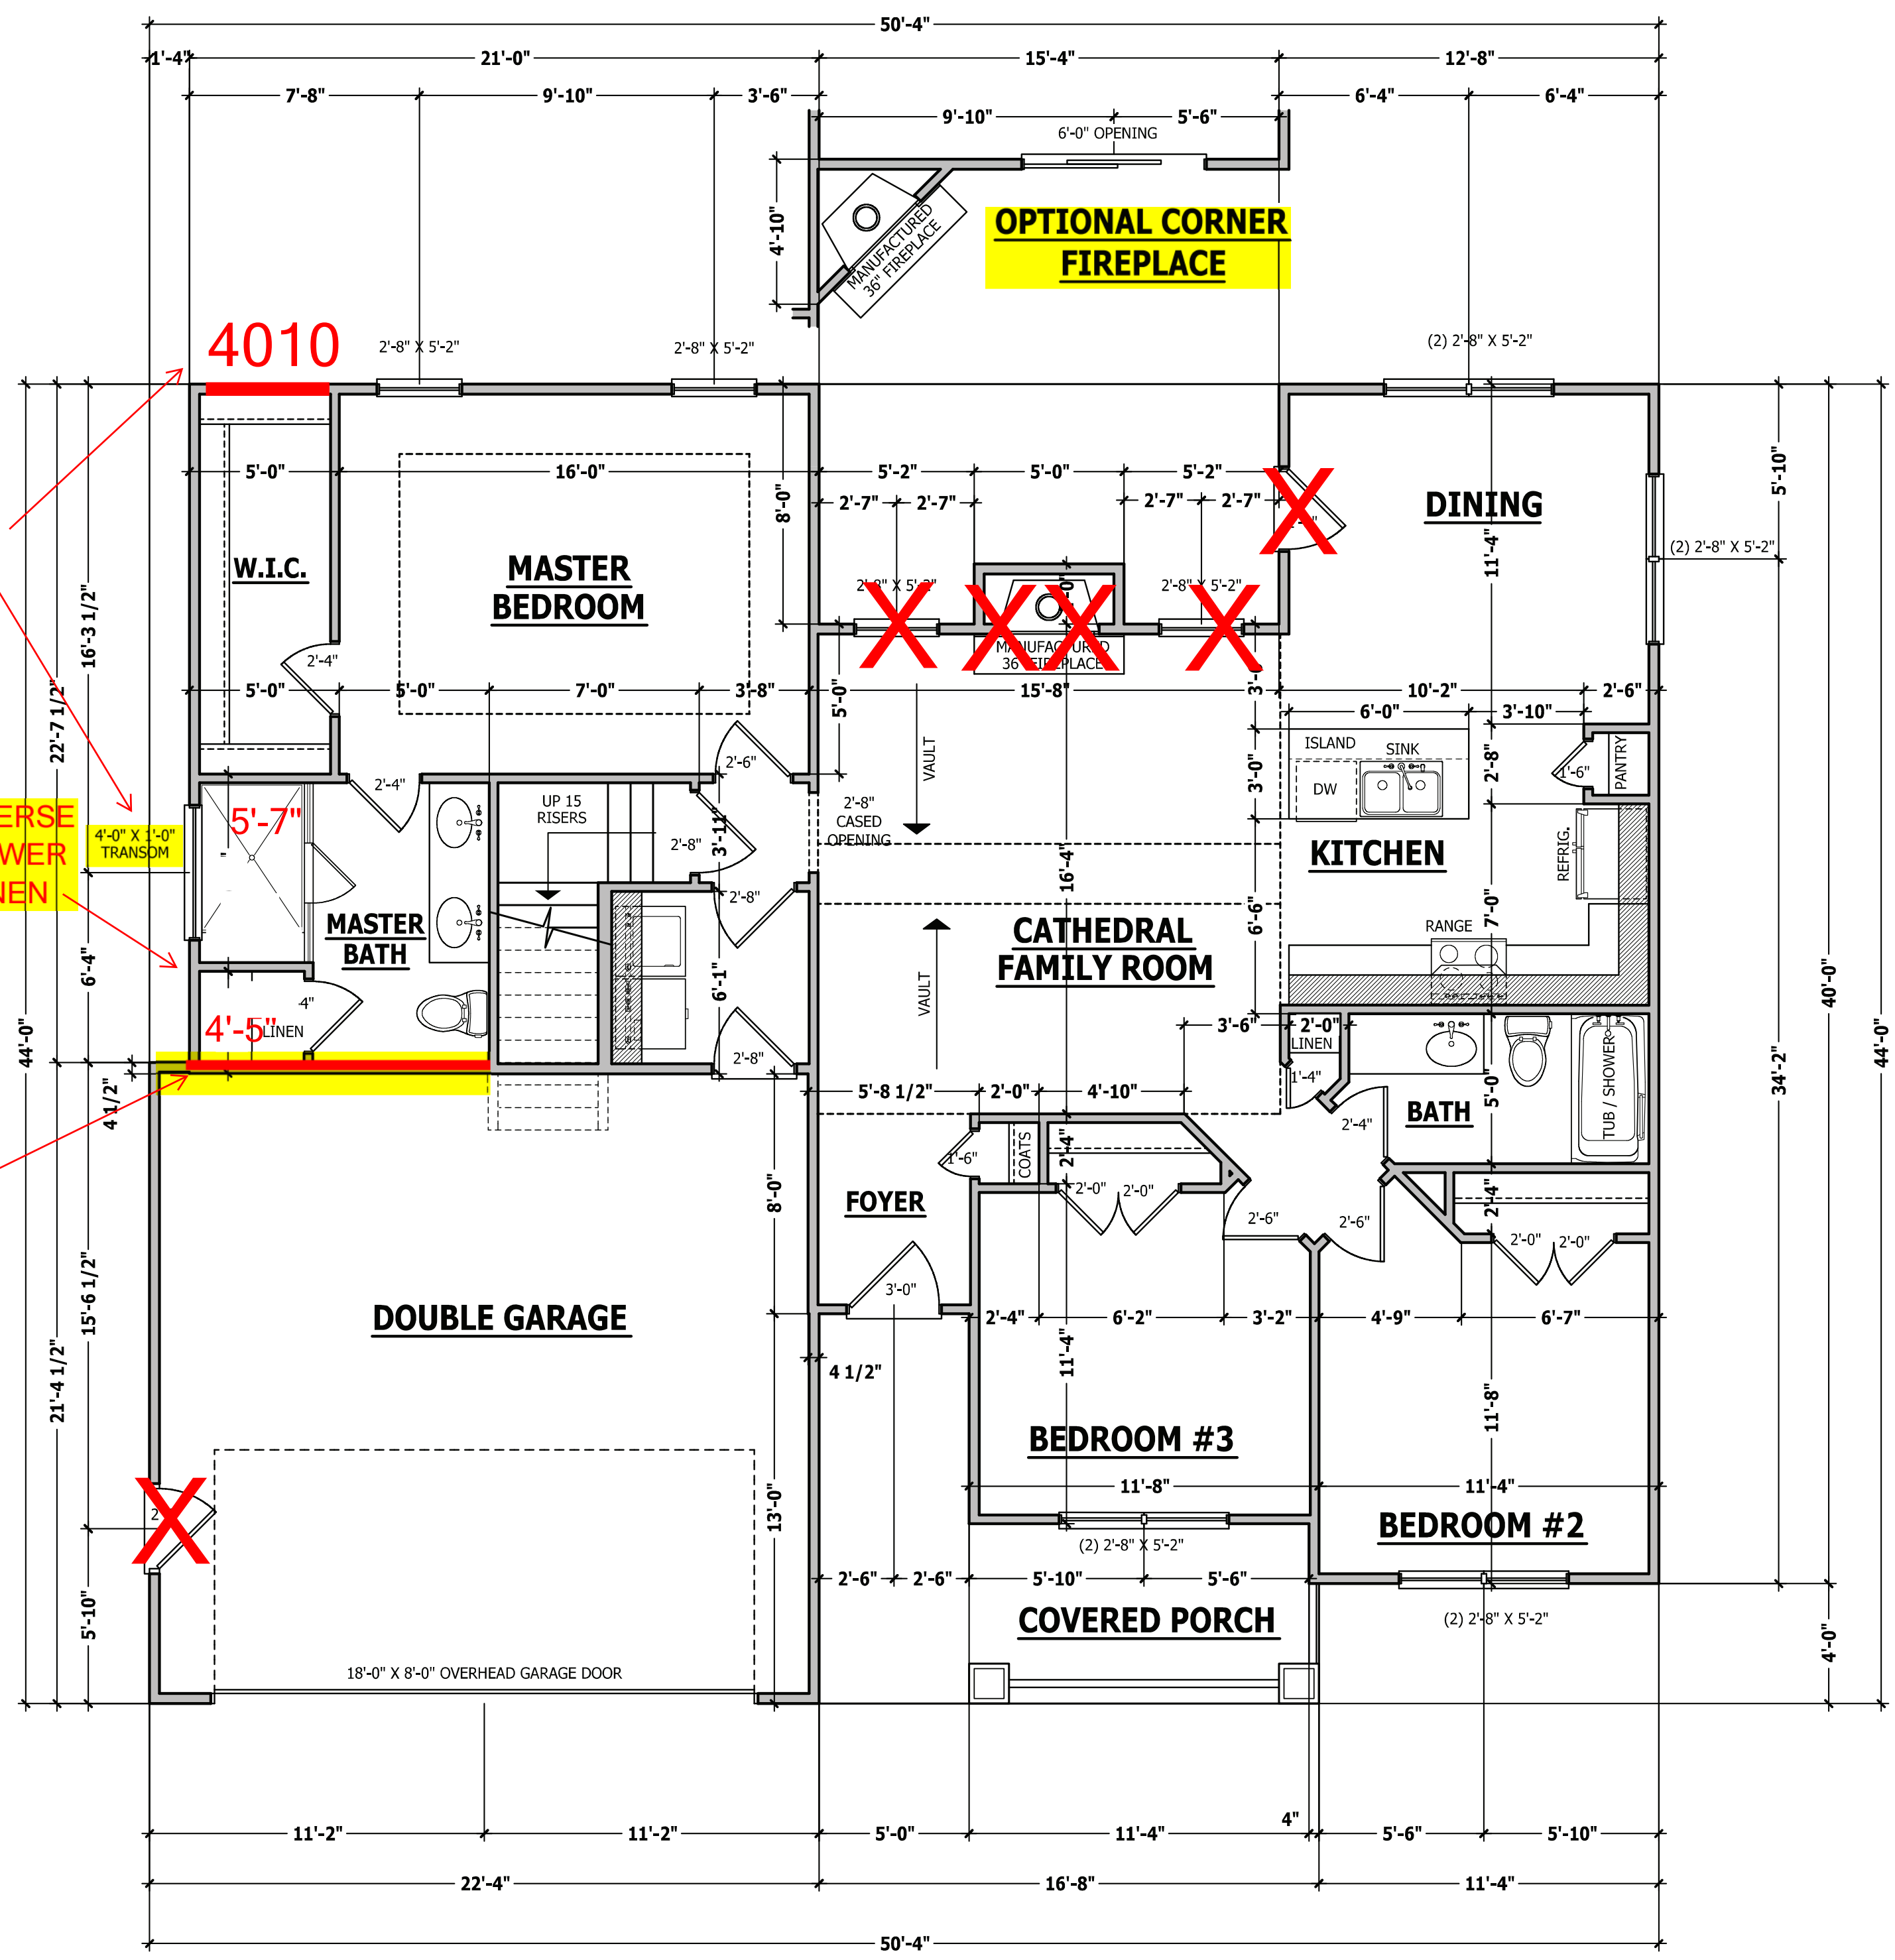 50'-4"
1'-4"
21'-0"
15'-4"
12'-8"
7'-8"
9'-10"
3'-6"
6'-4"
6'-4"
9'-10"
5'-6"
6'-0" OPENING
4'-10"
MANUFACTURED
36" FIREPLACE
OPTIONAL CORNER
FIREPLACE
4010
2'-8" X 5'-2"
2'-8" X 5'-2"
(2) 2'-8" X 5'-2"
5'-0"
16'-0"
5'-2"
5'-0"
5'-2"
8'-0"
2'-7"
2'-7"
2'-7"
2'-7"
DINING
5'-10"
11'-4"
(2) 2'-8" X 5'-2"
W.I.C.
MASTER
BEDROOM
2'-8" X 5'-2"
2'-8" X 5'-2"
16'-3 1/2"
22'-7 1/2"
MANUFACTURED
36" FIREPLACE
2'-4"
5'-0"
5'-0"
7'-0"
3'-8"
5'-0"
15'-8"
10'-2"
2'-6"
6'-0"
3'-10"
ISLAND
SINK
DW
3'-0"
2'-8"
1'-6"
PANTRY
2'-4"
2'-6"
VAULT
UP 15
RISERS
2'-8"
CASED
OPENING
5'-7"
4'-0" X 1'-0"
TRANSOM
2'-8"
3'-11"
KITCHEN
REFRIG.
16'-4"
2'-8"
MASTER
BATH
CATHEDRAL
FAMILY ROOM
6'-6"
7'-0"
RANGE
6'-4"
6'-1"
VAULT
40'-0"
44'-0"
44'-0"
4'-5"
LINEN
-4"
2'-8"
3'-6"
2'-0"
LINEN
1'-4"
34'-2"
4 1/2"
5'-8 1/2"
2'-0"
4'-10"
5'-0"
BATH
2'-4"
TUB / SHOWER
1'-6"
COATS
2'-4"
2'-0"
2'-0"
8'-0"
FOYER
2'-6"
2'-6"
2'-4"
2'-0"
2'-0"
3'-0"
15'-6 1/2"
21'-4 1/2"
DOUBLE GARAGE
2'-4"
6'-2"
3'-2"
4'-9"
6'-7"
11'-4"
4 1/2"
11'-8"
BEDROOM #3
11'-8"
11'-4"
13'-0"
BEDROOM #2
(2) 2'-8" X 5'-2"
2'-6"
2'-6"
5'-10"
5'-6"
5'-10"
COVERED PORCH
(2) 2'-8" X 5'-2"
4'-0"
18'-0" X 8'-0" OVERHEAD GARAGE DOOR
11'-2"
11'-2"
5'-0"
11'-4"
4"
5'-6"
5'-10"
22'-4"
16'-8"
11'-4"
50'-4"